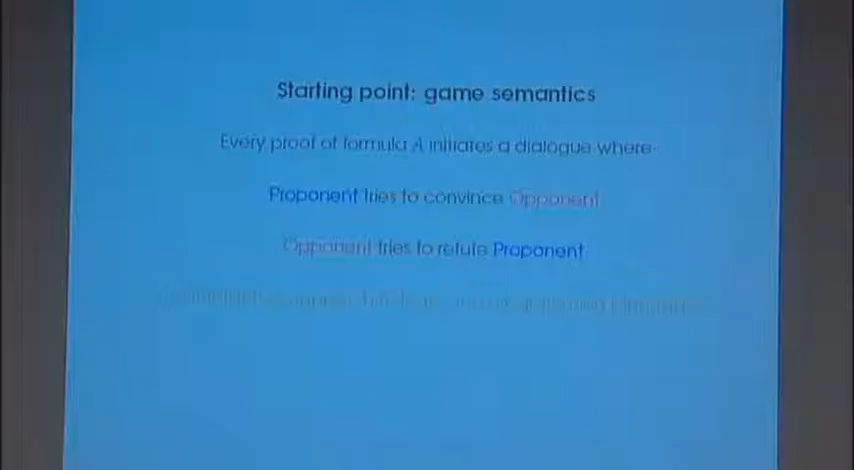 Starting point: game semantics
Every proof of formula A initiates a dialogue where
Proponent tries to convince Opponent
Opponent tries to refute Proponent